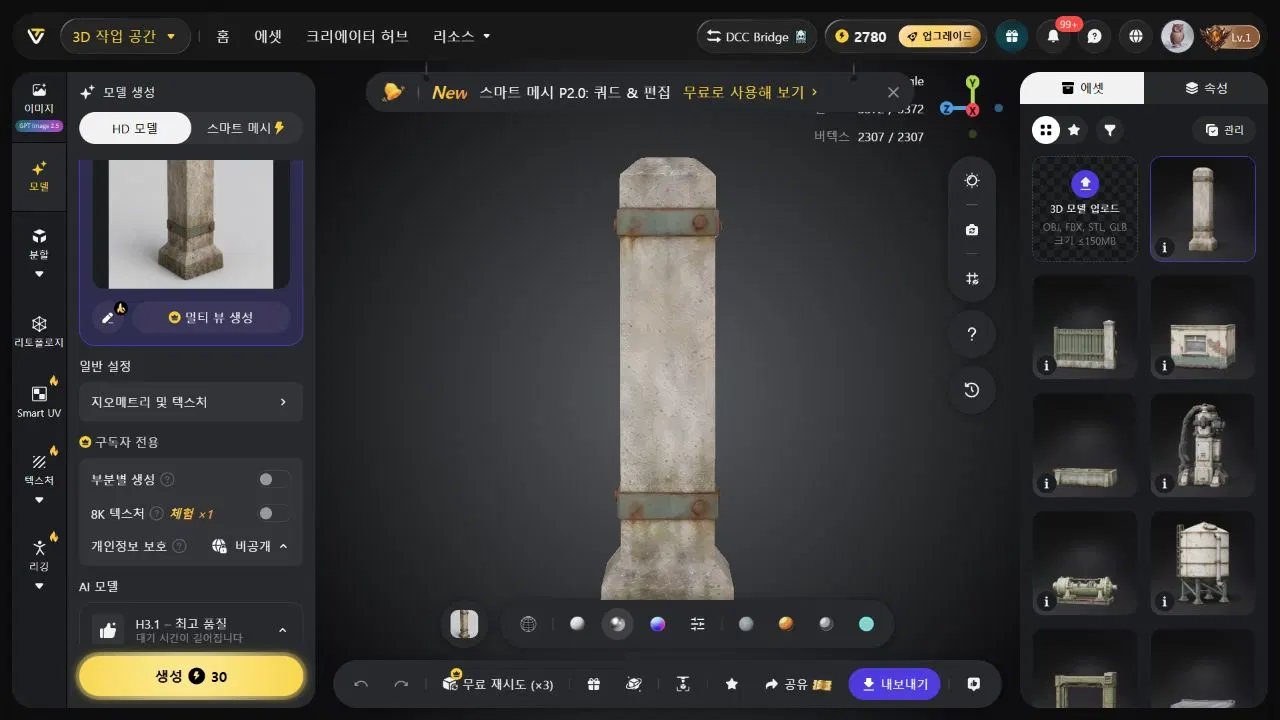 3D 작업 공간
홈
에셋
크리에이터 허브
리소스
DCC Bridge
2780
업그레이드
99+
Lv.1
이미지
GPT Image 2.5
모델
분할
리토폴로지
Smart UV
텍스처
리깅
모델 생성
HD 모델
스마트 메시
멀티 뷰 생성
일반 설정
지오메트리 및 텍스처
구독자 전용
부분별 생성
8K 텍스처 체험 ×1
개인정보 보호
비공개
AI 모델
H3.1 – 최고 품질
대기 시간이 길어집니다
생성 30
New 스마트 메시 P2.0: 쿼드 & 편집 무료로 사용해 보기 ›
버텍스 2307 / 2307
Y
Z
X
?
무료 재시도 (×3)
공유
내보내기
에셋
속성
관리
3D 모델 업로드
OBJ, FBX, STL, GLB
크기 ≤150MB